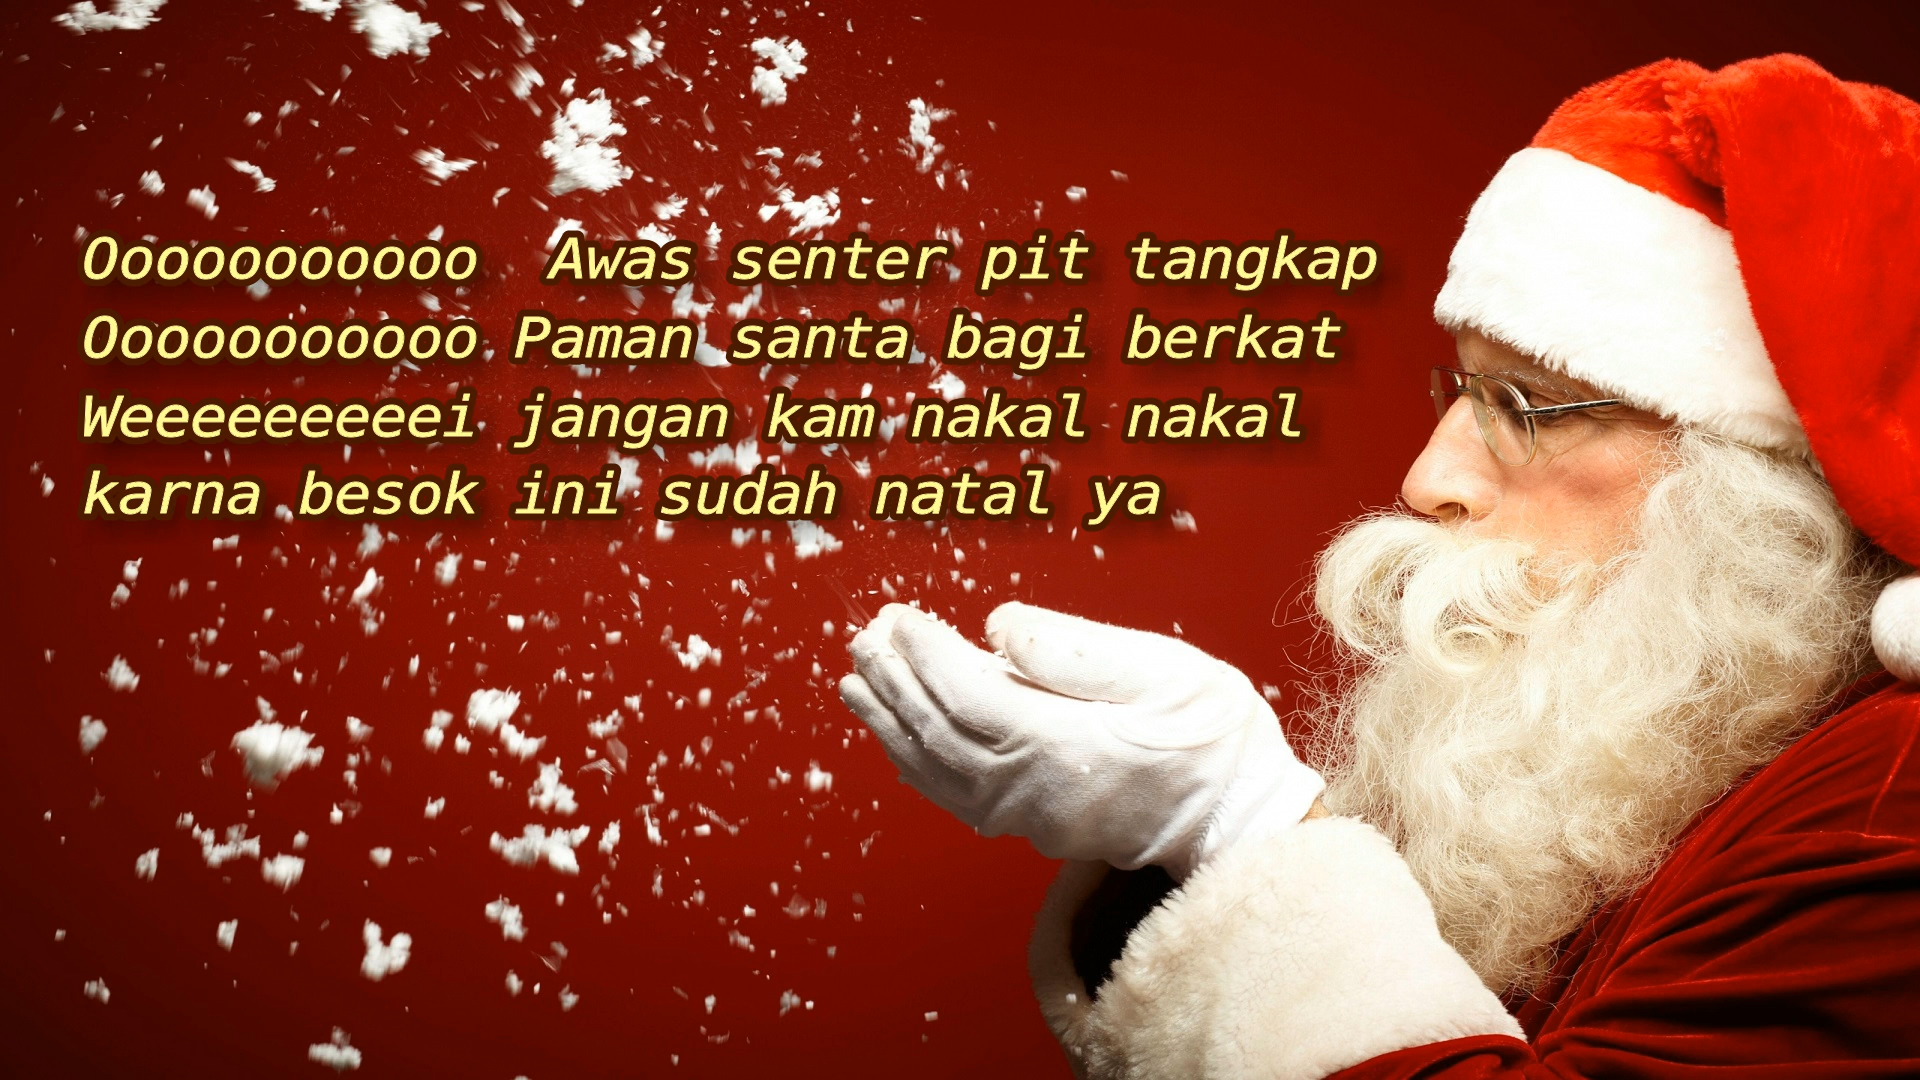 Ooooooooooo  Awas senter pit tangkap
Ooooooooooo Paman santa bagi berkat
Weeeeeeeeei jangan kam nakal nakal
karna besok ini sudah natal ya